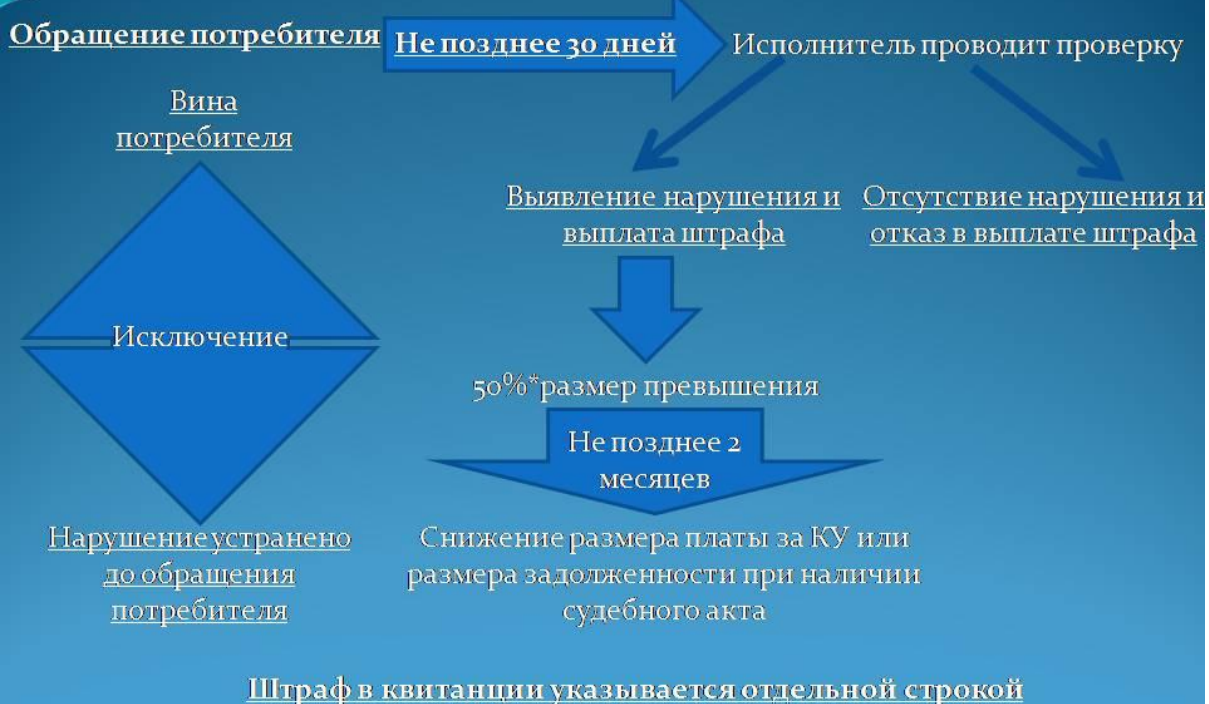 Обращение потребителя
Не позднее 30 дней
Исполнитель проводит проверку
Вина
потребителя
Исключение
Нарушение устранено
до обращения
потребителя
Выявление нарушения и
выплата штрафа
Отсутствие нарушения и
отказ в выплате штрафа
50%*размер превышения
Не позднее 2
месяцев
Снижение размера платы за КУ или
размера задолженности при наличии
судебного акта
Штраф в квитанции указывается отдельной строкой